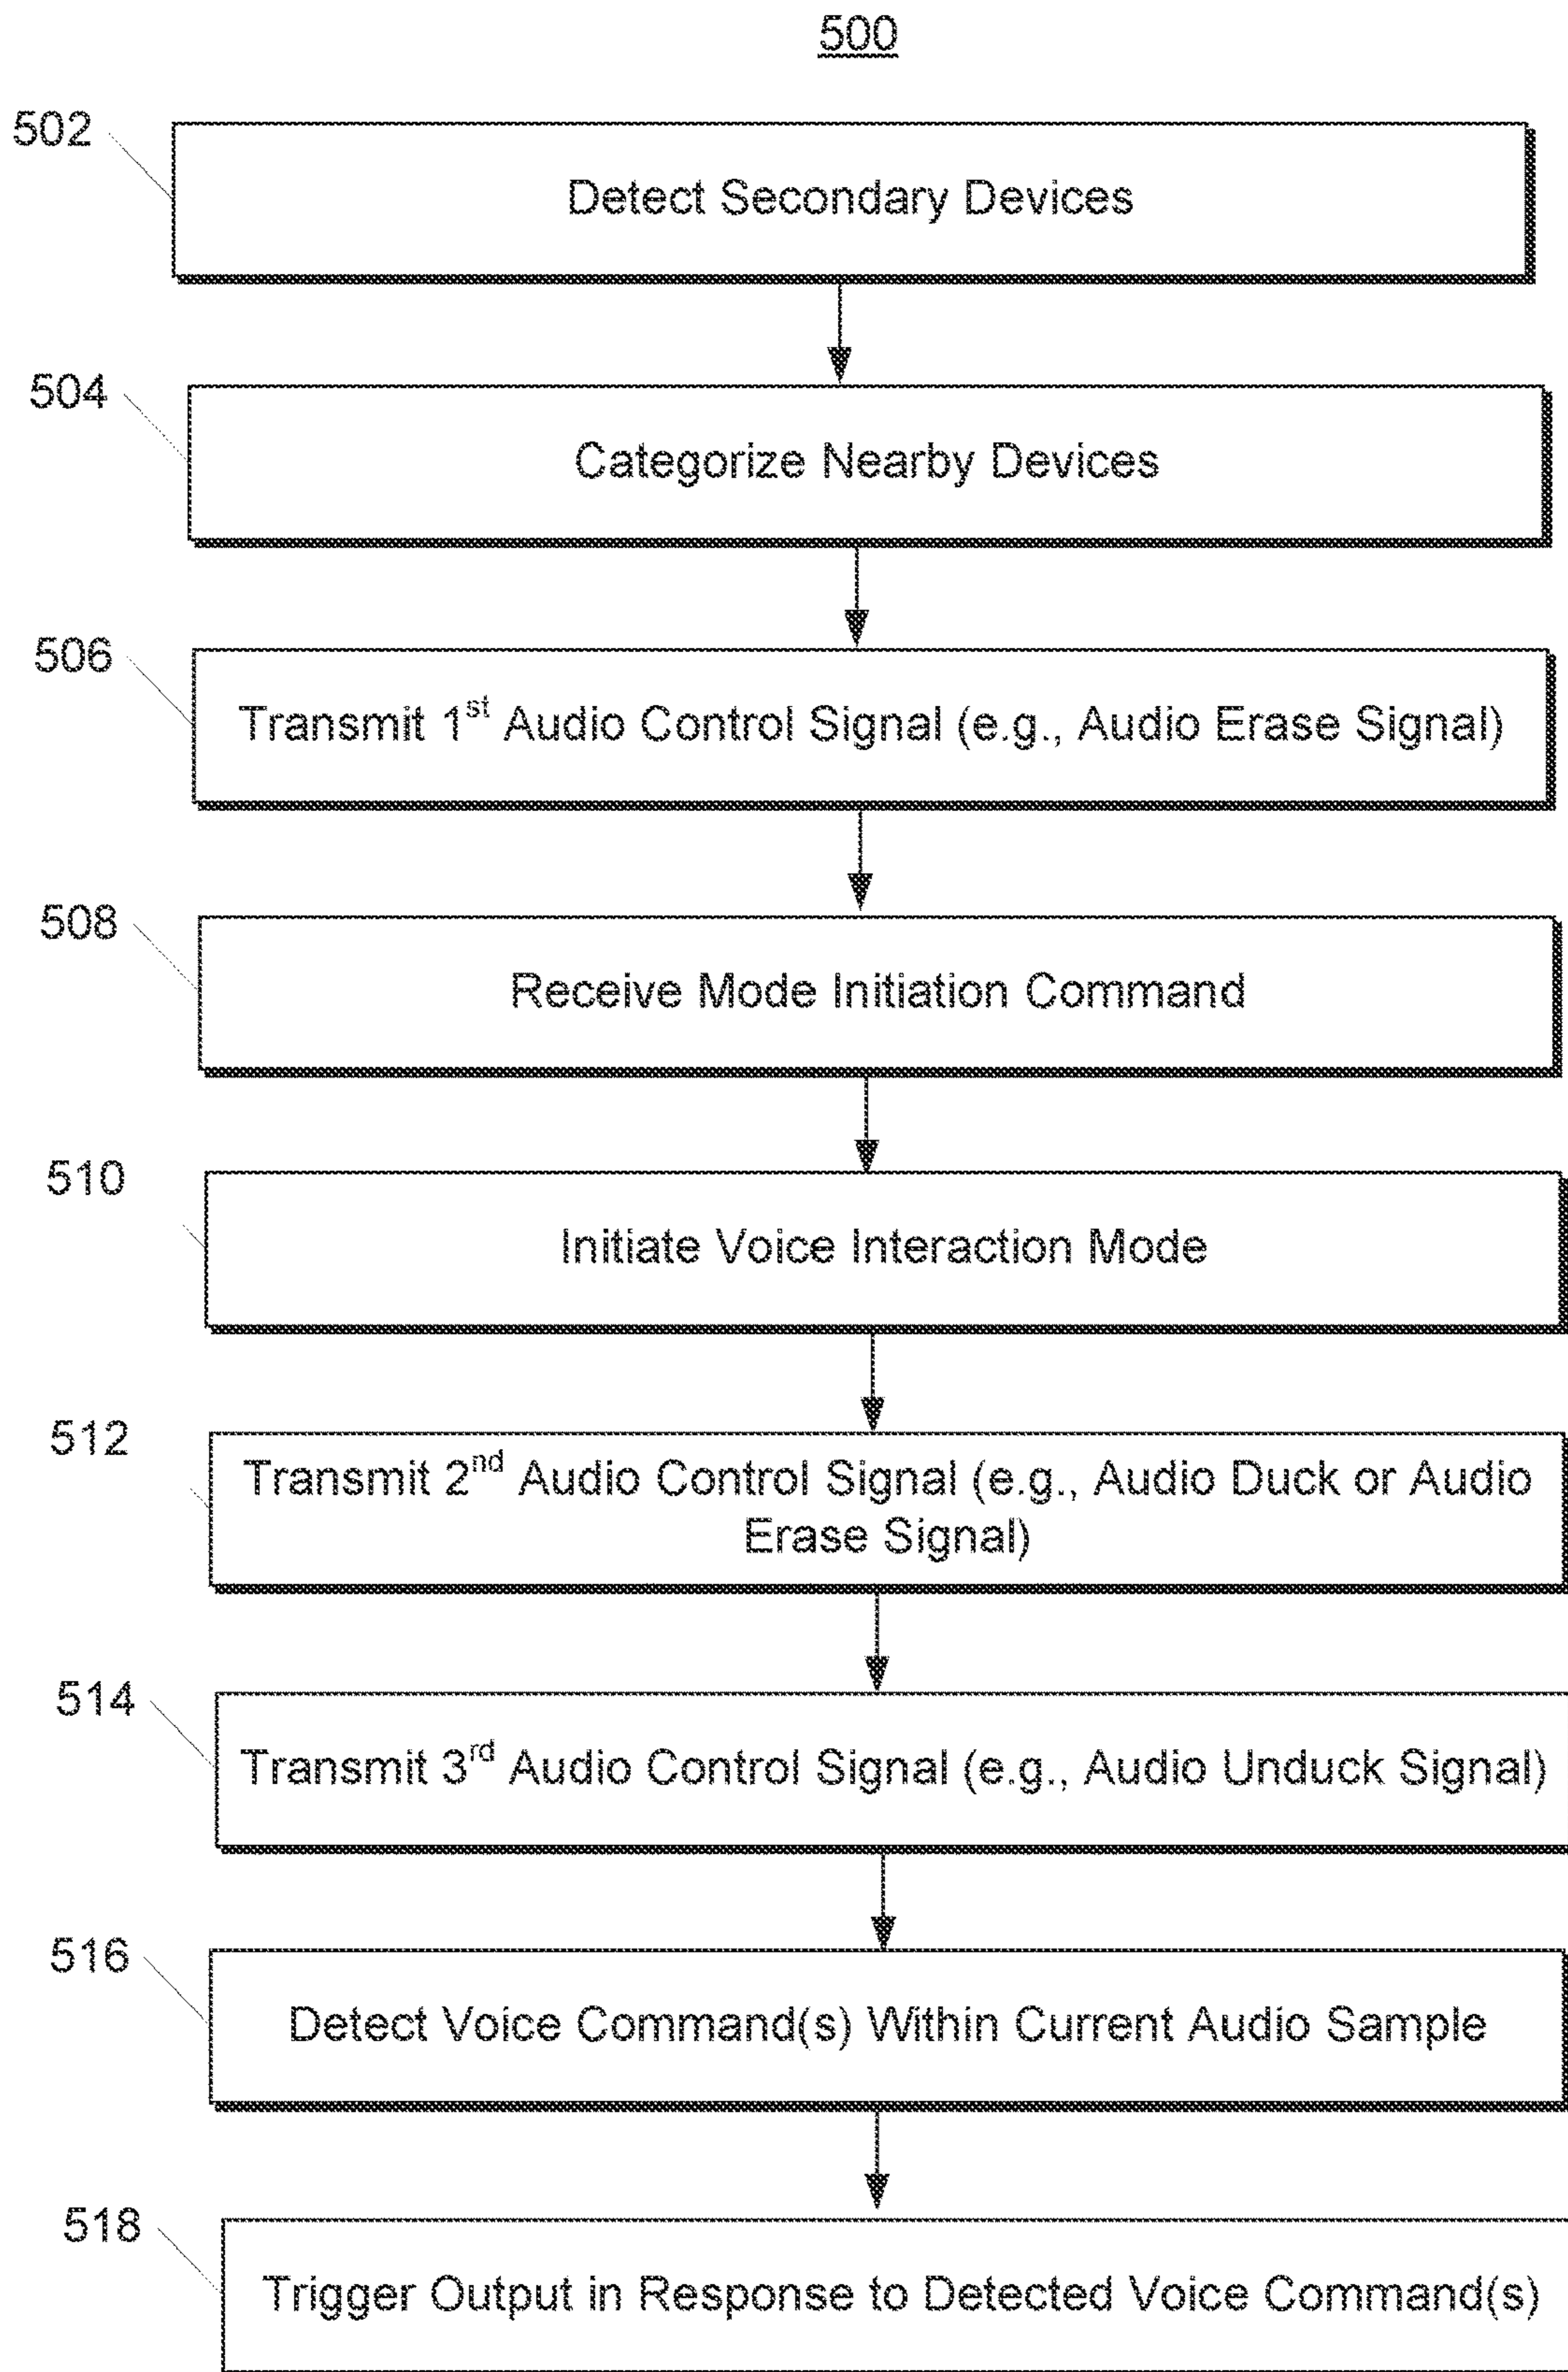 500
502
Detect Secondary Devices
504
Categorize Nearby Devices
506
Transmit 1st Audio Control Signal (e.g., Audio Erase Signal)
508
Receive Mode Initiation Command
510
Initiate Voice Interaction Mode
512
Transmit 2nd Audio Control Signal (e.g., Audio Duck or Audio
Erase Signal)
514
Transmit 3rd Audio Control Signal (e.g., Audio Unduck Signal)
516
Detect Voice Command(s) Within Current Audio Sample
518
Trigger Output in Response to Detected Voice Command(s)